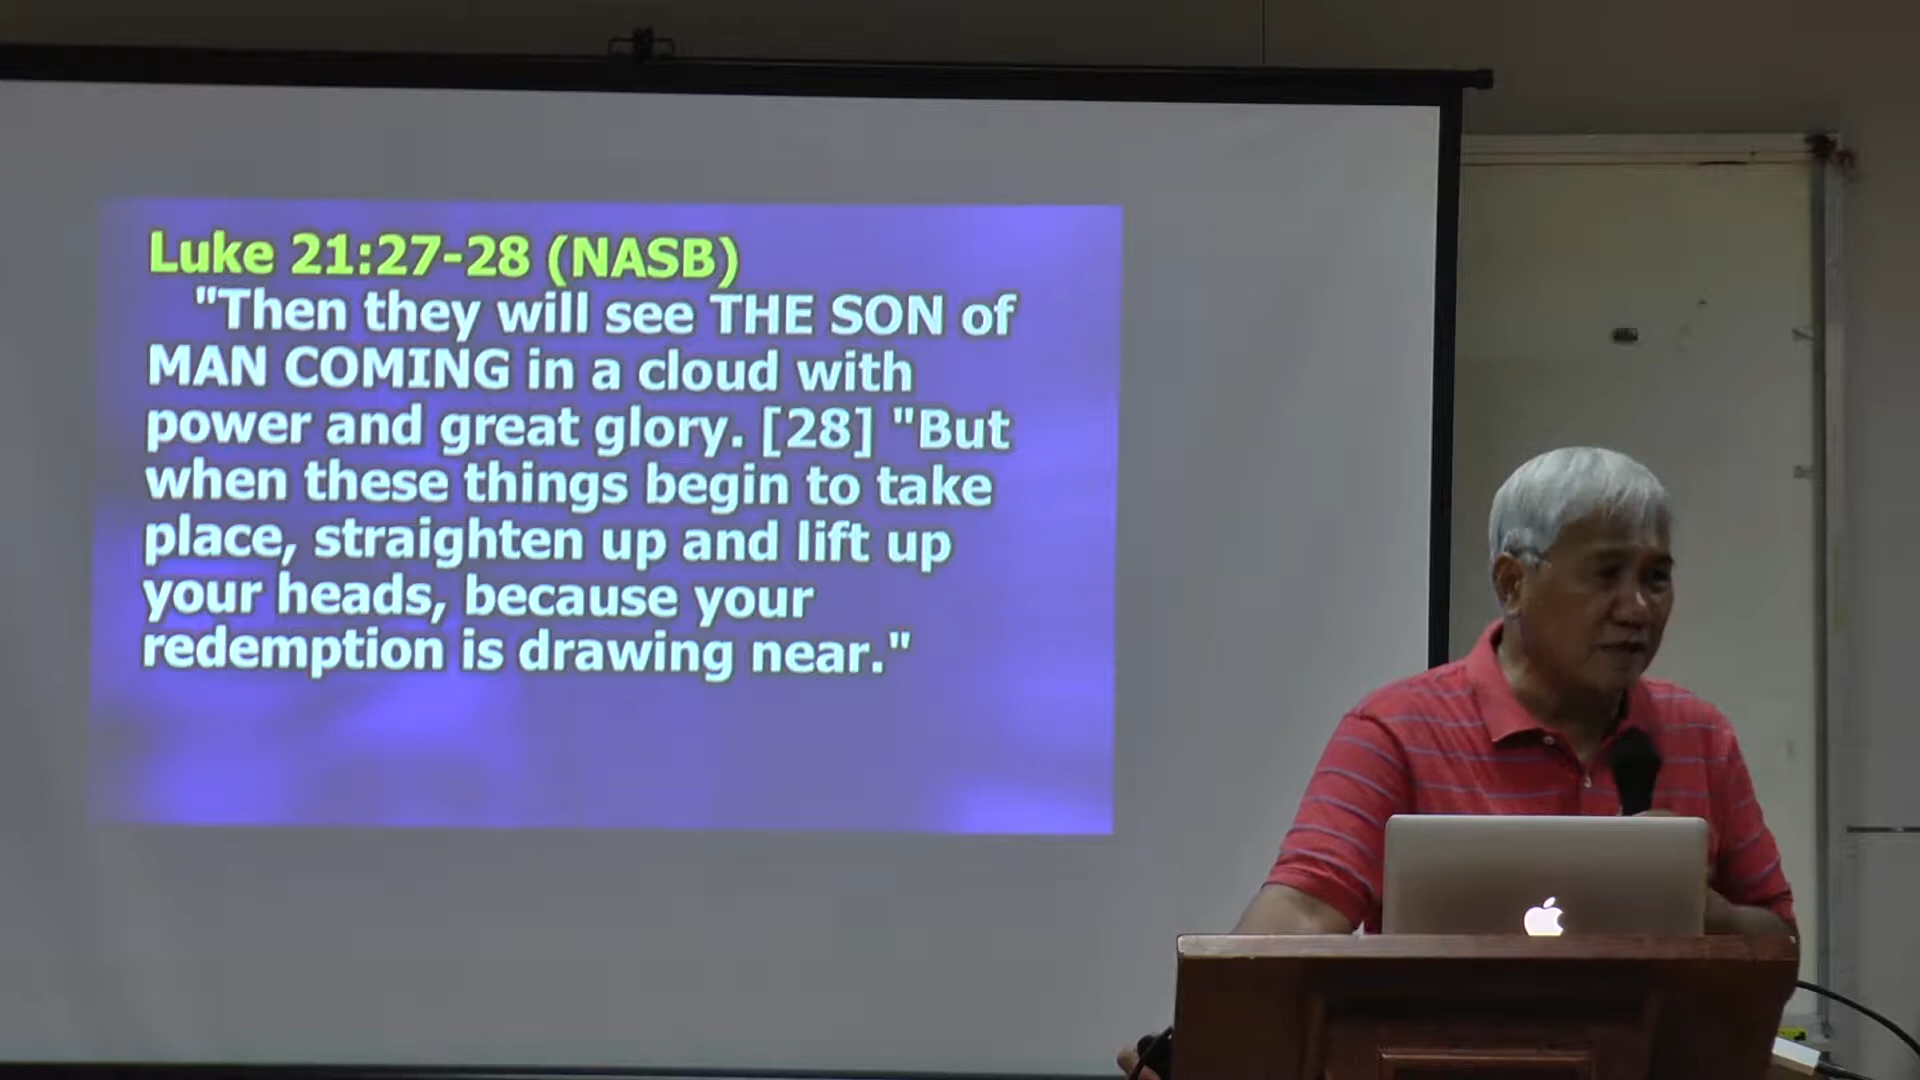 Luke 21:27-28 (NASB)
"Then they will see THE SON of
MAN COMING in a cloud with
power and great glory. [28] "But
when these things begin to take
place, straighten up and lift up
your heads, because your
redemption is drawing near."